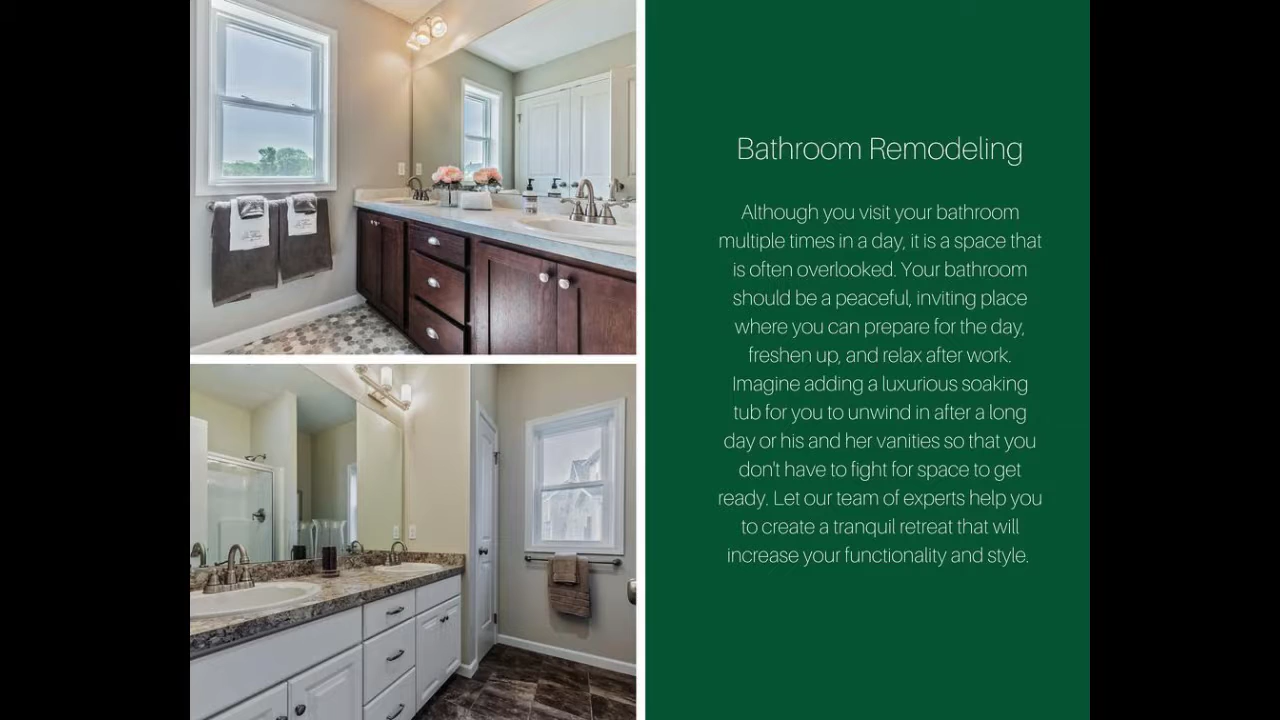 Bathroom Remodeling
Although you visit your bathroom
multiple times in a day, it is a space that
is often overlooked. Your bathroom
should be a peaceful, inviting place
where you can prepare for the day,
freshen up, and relax after work.
Imagine adding a luxurious soaking
tub for you to unwind in after a long
day or his and her vanities so that you
don't have to fight for space to get
ready. Let our team of experts help you
to create a tranquil retreat that will
increase your functionality and style.